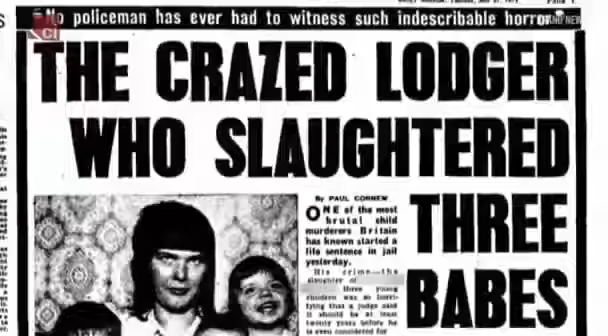 No policeman has ever had to witness such indescribable horror
CI
THE CRAZED LODGER
WHO SLAUGHTERED
THREE
BABES
By PAUL CORNEW
ONE of the most
brutal child
murderers Britain
has known started a
life sentence in jail
yesterday.
His crime—the
slaughter of
three young
children was so horri-
fying that a judge said
it should be at least
twenty years before he
is even considered for